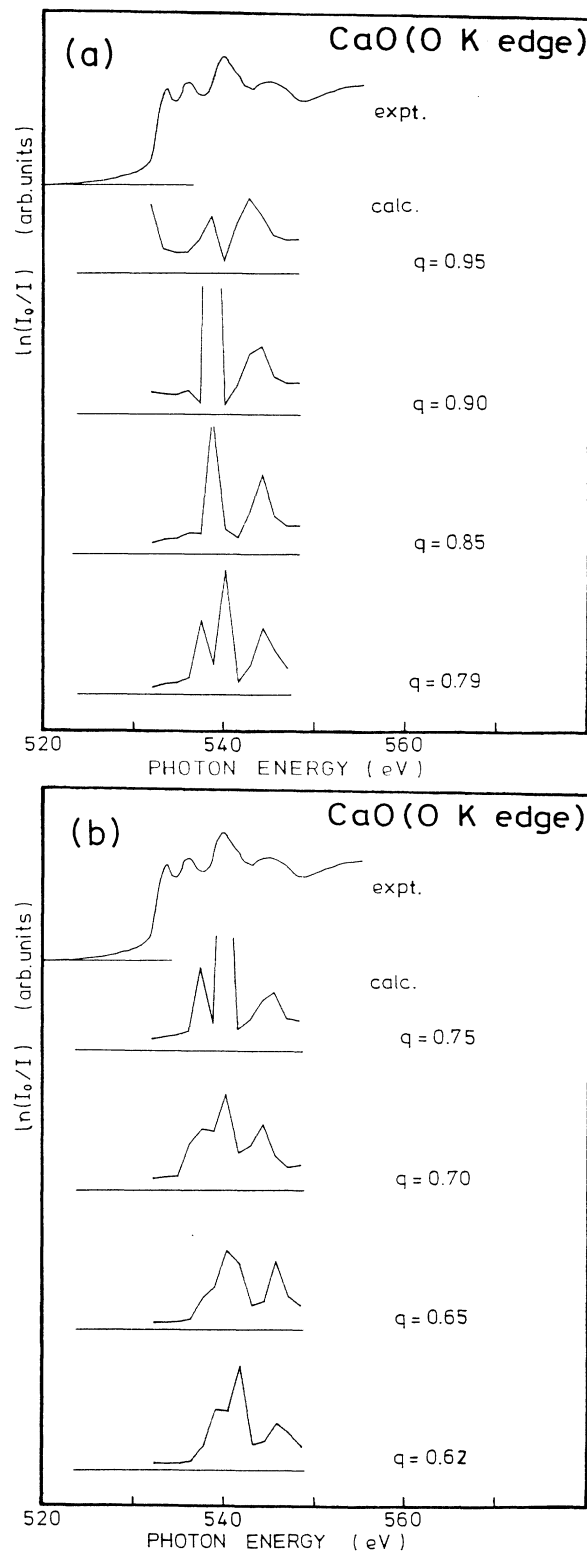 (a) CaO(O K edge)
expt.
calc.
q = 0.95
q = 0.90
q = 0.85
q = 0.79
ln(I₀/I) (arb.units)
520 540 560
PHOTON ENERGY (eV)
(b) CaO(O K edge)
expt.
calc.
q = 0.75
q = 0.70
q = 0.65
q = 0.62
ln(I₀/I) (arb.units)
520 540 560
PHOTON ENERGY (eV)